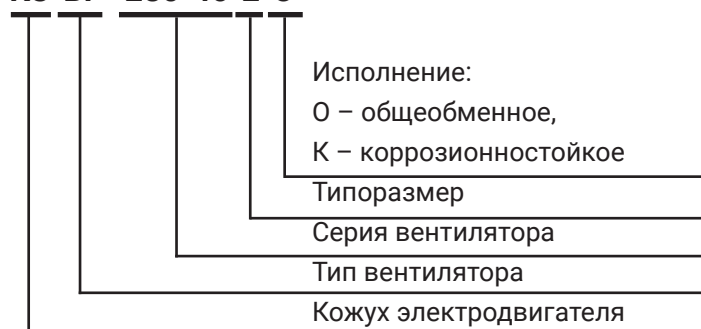 Исполнение:
О – общеобменное,
К – коррозионностойкое
Типоразмер
Серия вентилятора
Тип вентилятора
Кожух электродвигателя